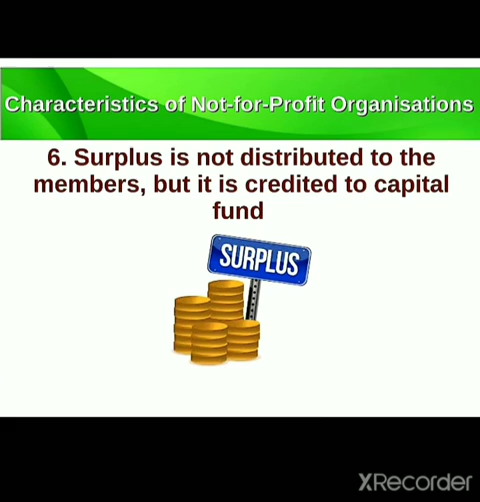 Characteristics of Not-for-Profit Organisations
6. Surplus is not distributed to the
members, but it is credited to capital
fund
SURPLUS
XRecorder